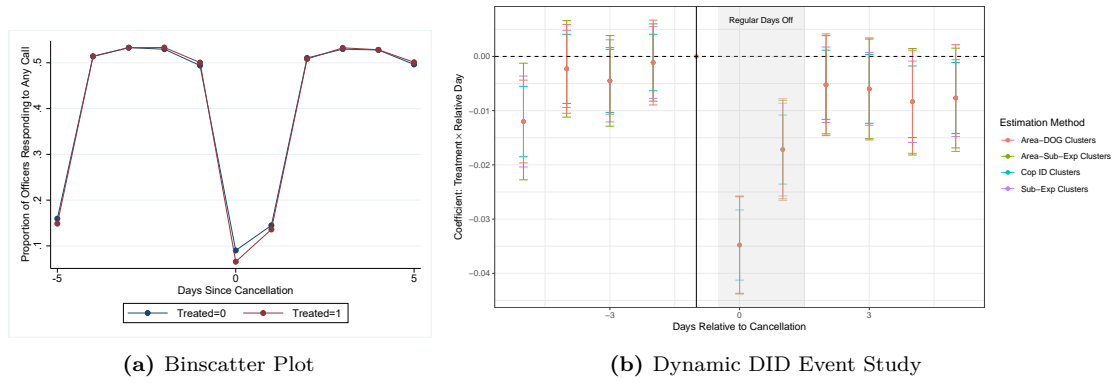 Proportion of Officers Responding to Any Call
.5
.4
.3
.2
.1
-5
0
5
Days Since Cancellation
Treated=0
Treated=1
(a) Binscatter Plot
Regular Days Off
Coefficient: Treatment× Relative Day
0.00
−0.01
−0.02
−0.03
−0.04
−3
0
3
Days Relative to Cancellation
Estimation Method
Area−DOG Clusters
Area−Sub−Exp Clusters
Cop ID Clusters
Sub−Exp Clusters
(b) Dynamic DID Event Study